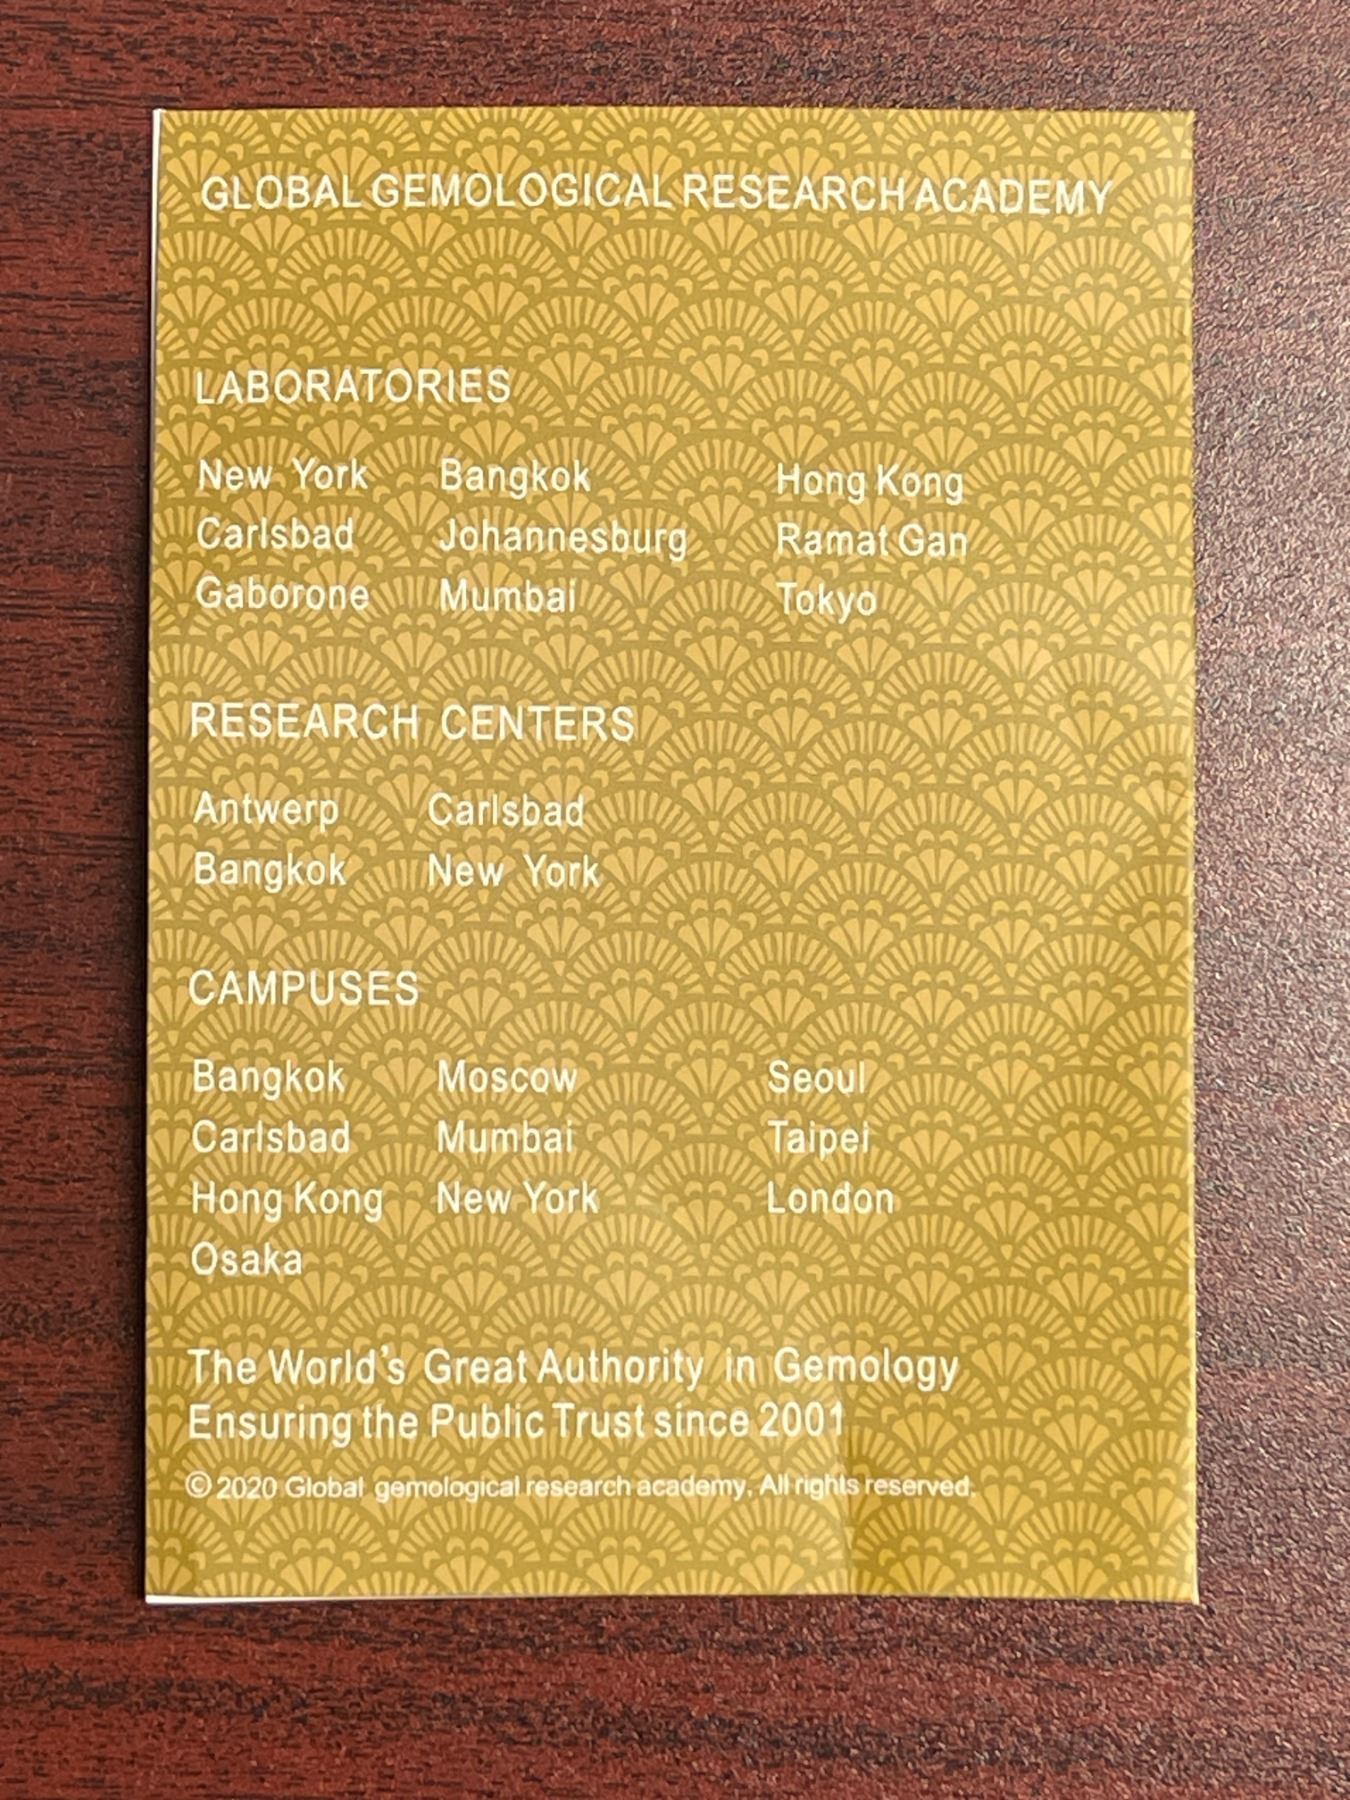 GLOBAL GEMOLOGICAL RESEARCH ACADEMY
LABORATORIES
New York Bangkok Hong Kong
Carlsbad Johannesburg Ramat Gan
Gaborone Mumbai Tokyo
RESEARCH CENTERS
Antwerp Carlsbad
Bangkok New York
CAMPUSES
Bangkok Moscow Seoul
Carlsbad Mumbai Taipei
Hong Kong New York London
Osaka
The World's Great Authority in Gemology
Ensuring the Public Trust since 2001
© 2020 Global gemological research academy. All rights reserved.